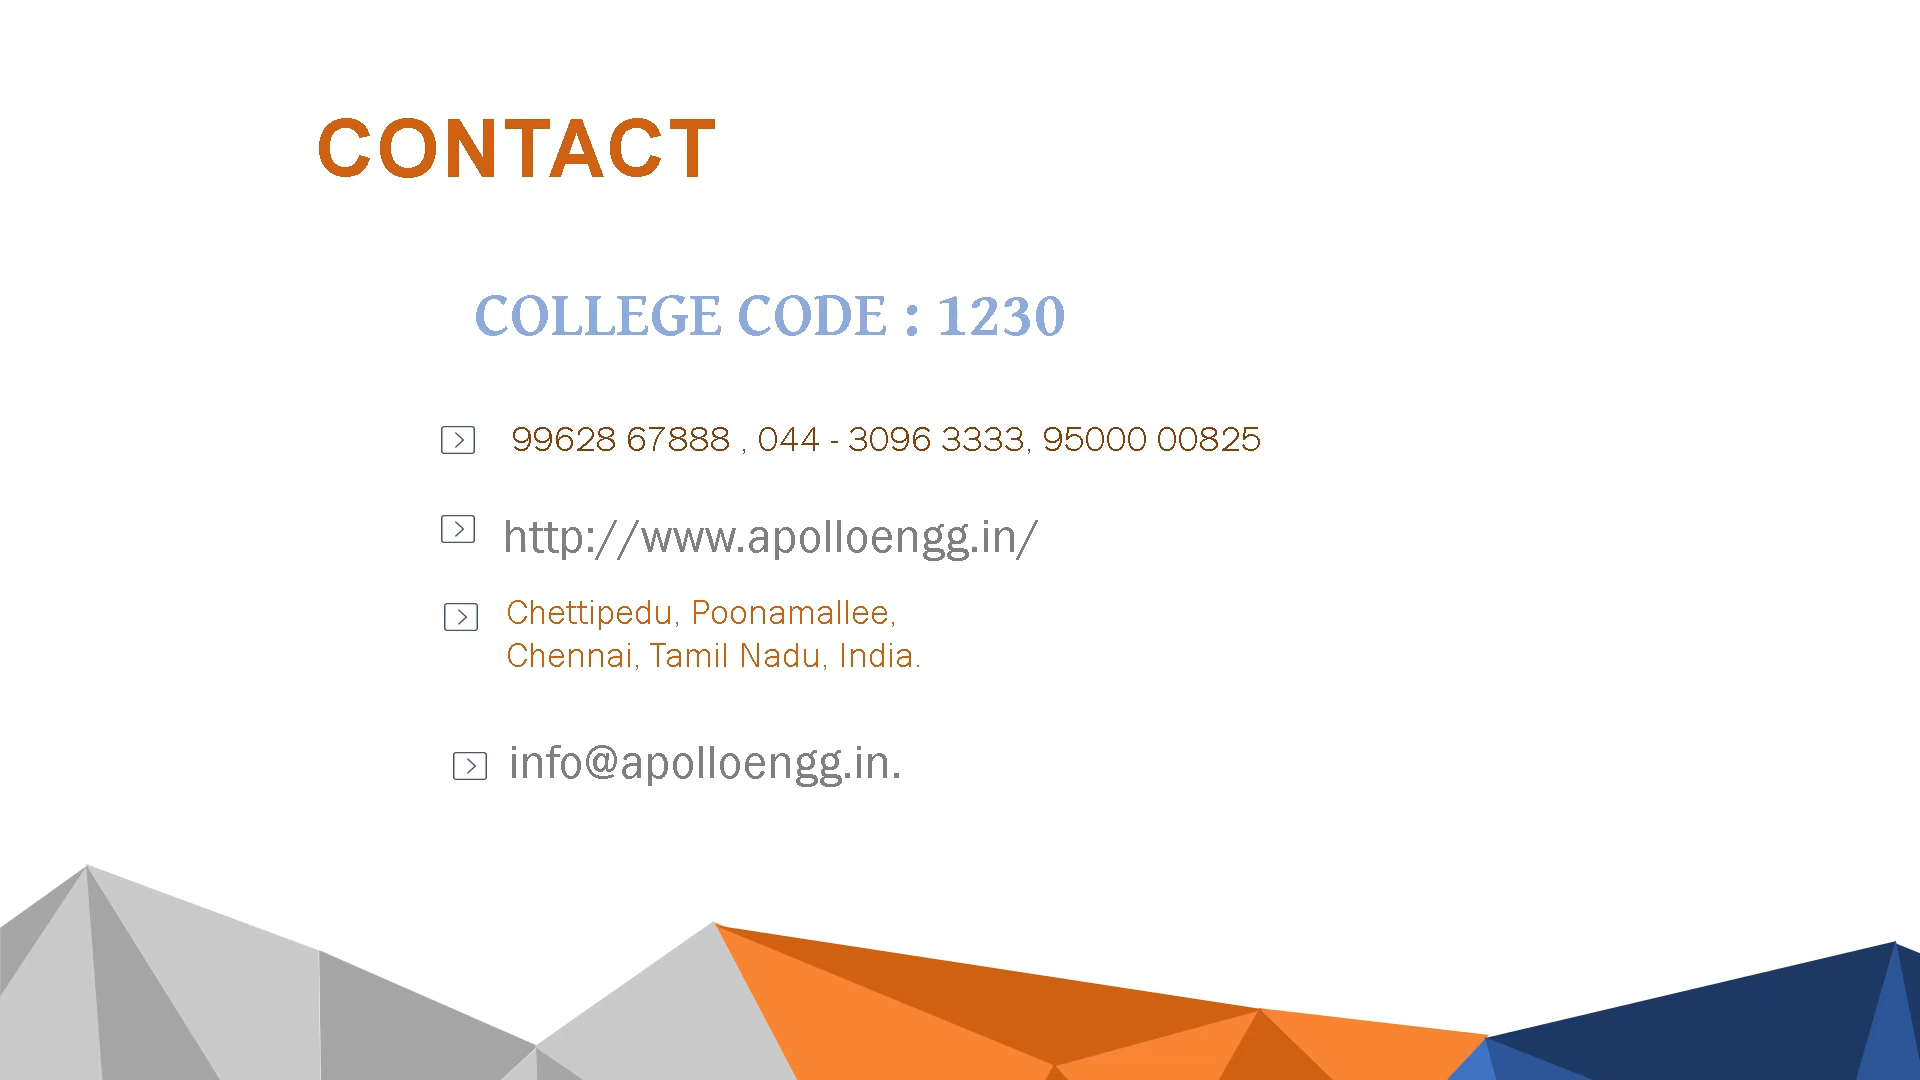 CONTACT
COLLEGE CODE : 1230
99628 67888 , 044 - 3096 3333, 95000 00825
http://www.apolloengg.in/
Chettipedu, Poonamallee,
Chennai, Tamil Nadu, India.
info@apolloengg.in.